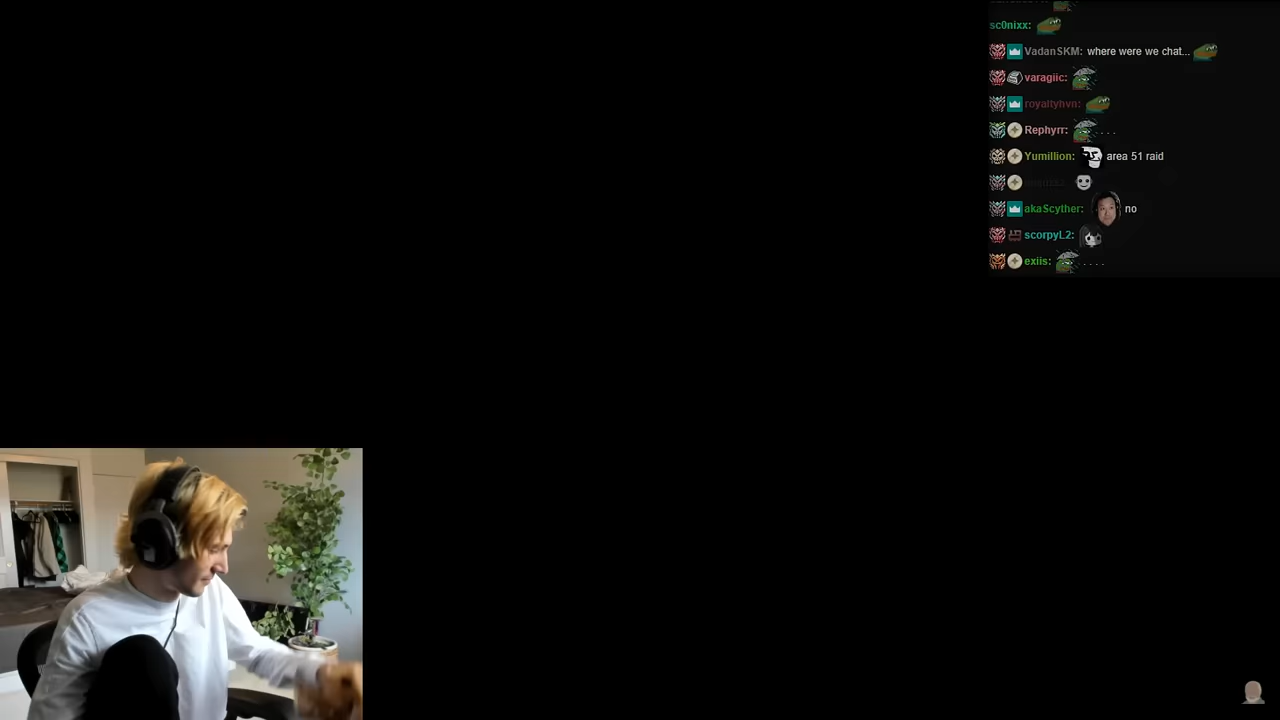 sc0nixx:
VadanSKM: where were we chat...
varagiic:
royaltyhvn:
Rephyrr: ....
Yumillion: area 51 raid
akaScyther: no
scorpyL2:
exiis: ....